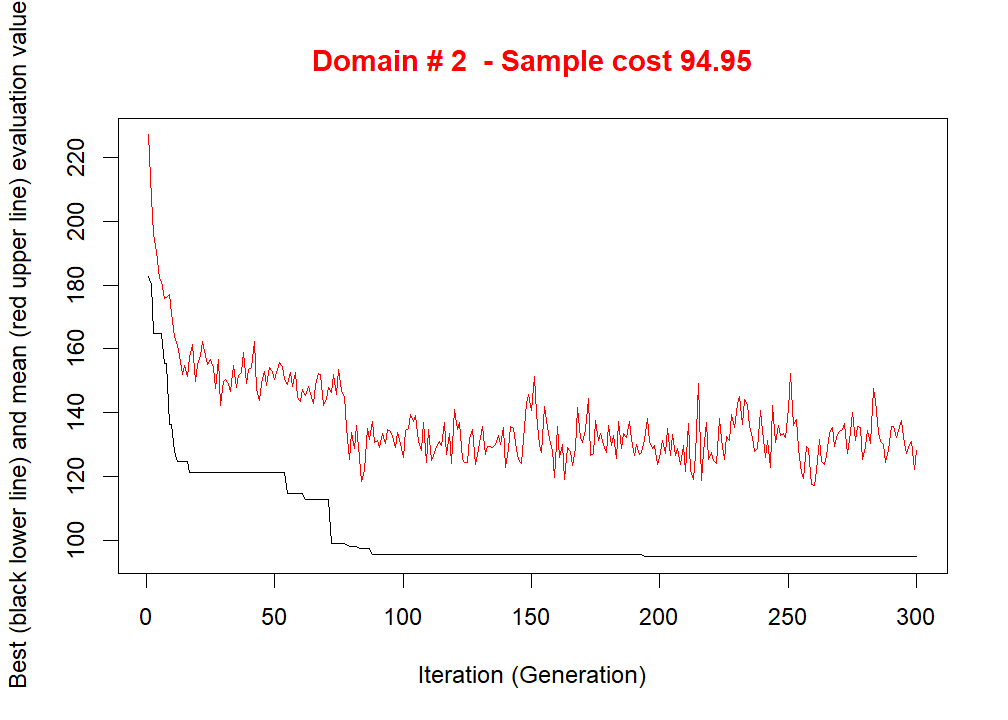 Domain # 2  - Sample cost 94.95
Best (black lower line) and mean (red upper line) evaluation value
220
200
180
160
140
120
100
0 50 100 150 200 250 300
Iteration (Generation)